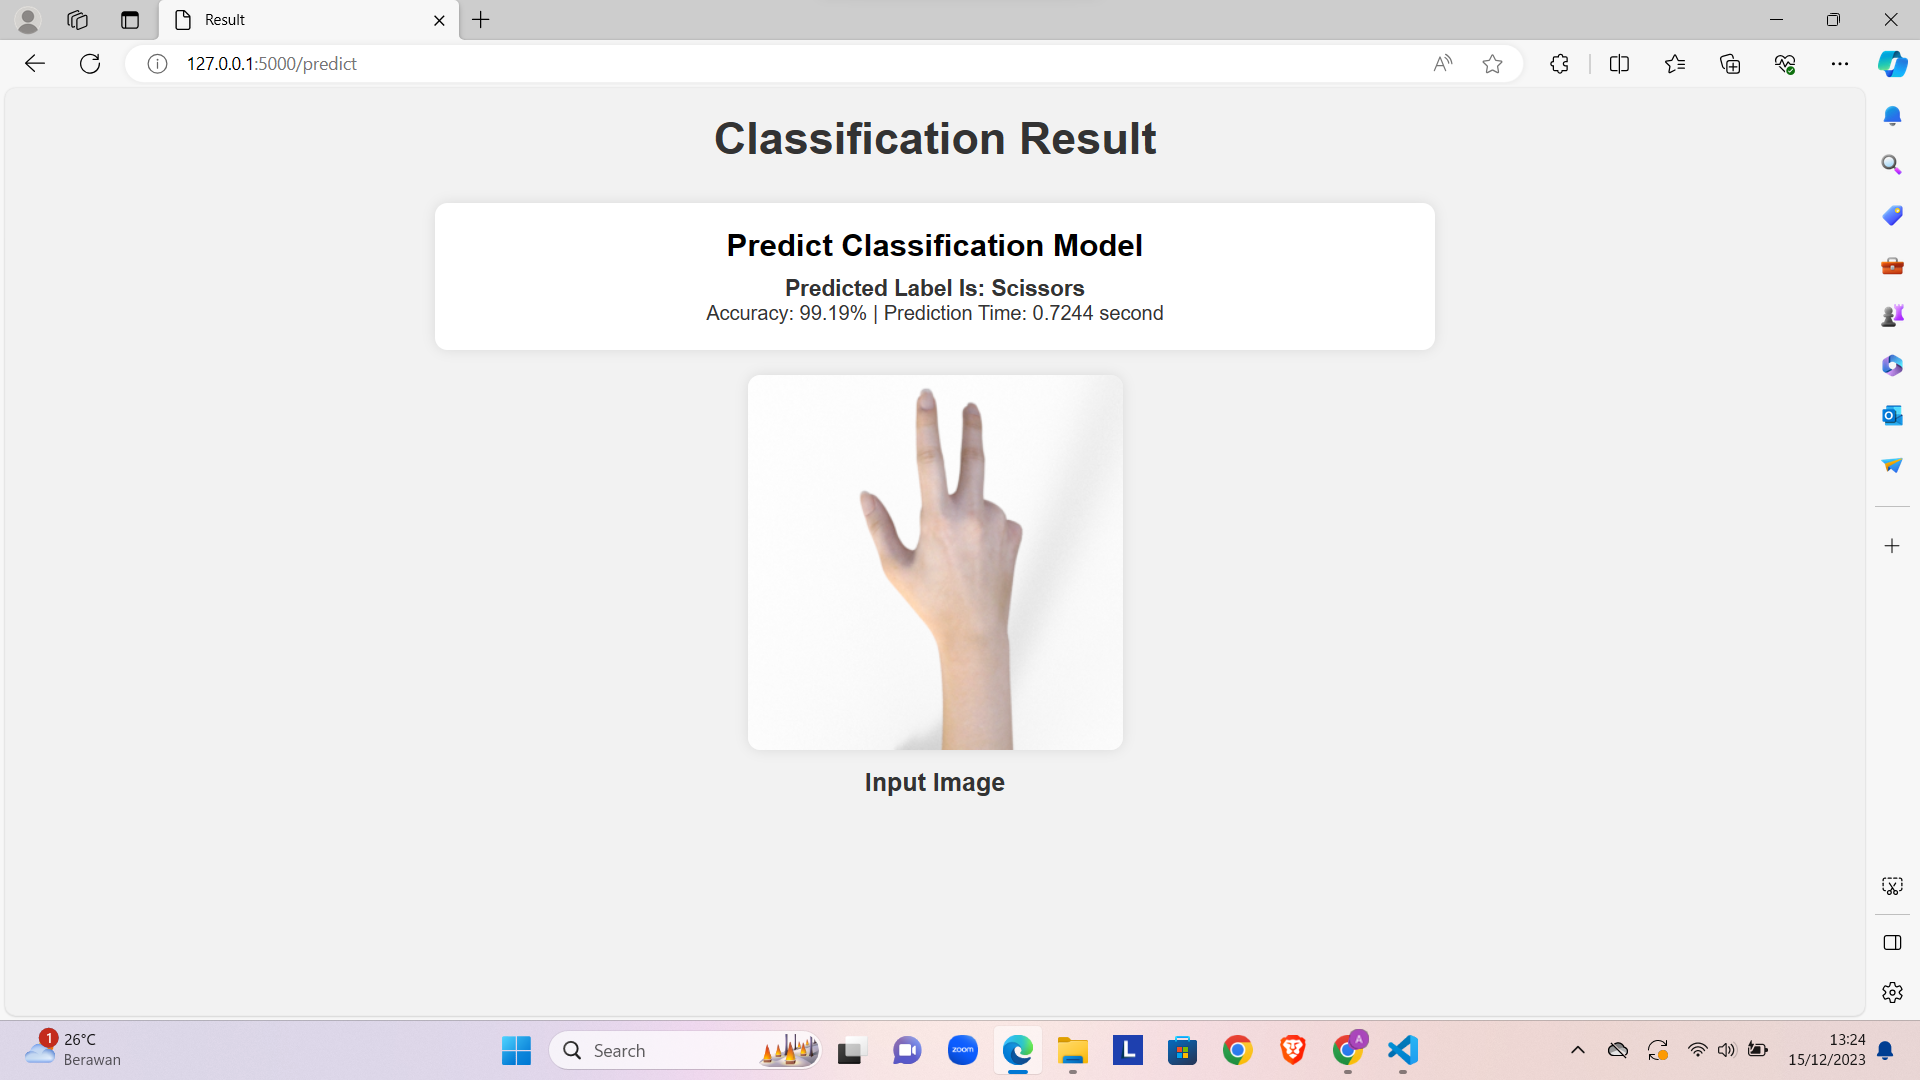 Result
127.0.0.1:5000/predict
Classification Result
Predict Classification Model
Predicted Label Is: Scissors
Accuracy: 99.19% | Prediction Time: 0.7244 second
Input Image
1
26°C
Berawan
Search
zoom
L
A
13:24
15/12/2023